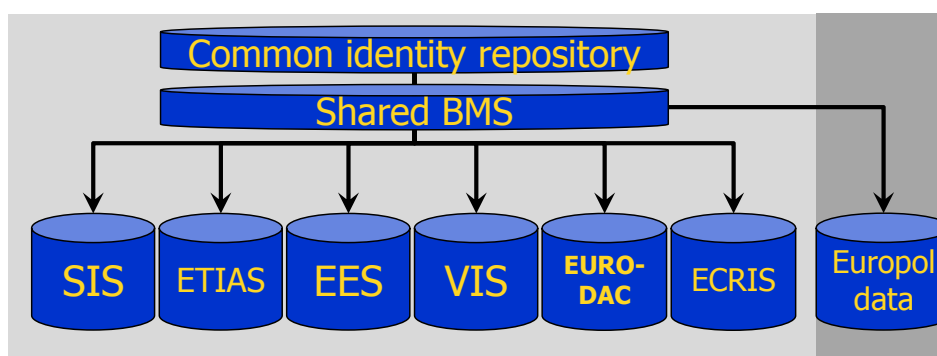 Common identity repository
Shared BMS
SIS
ETIAS
EES
VIS
EURO-
DAC
ECRIS
Europol
data